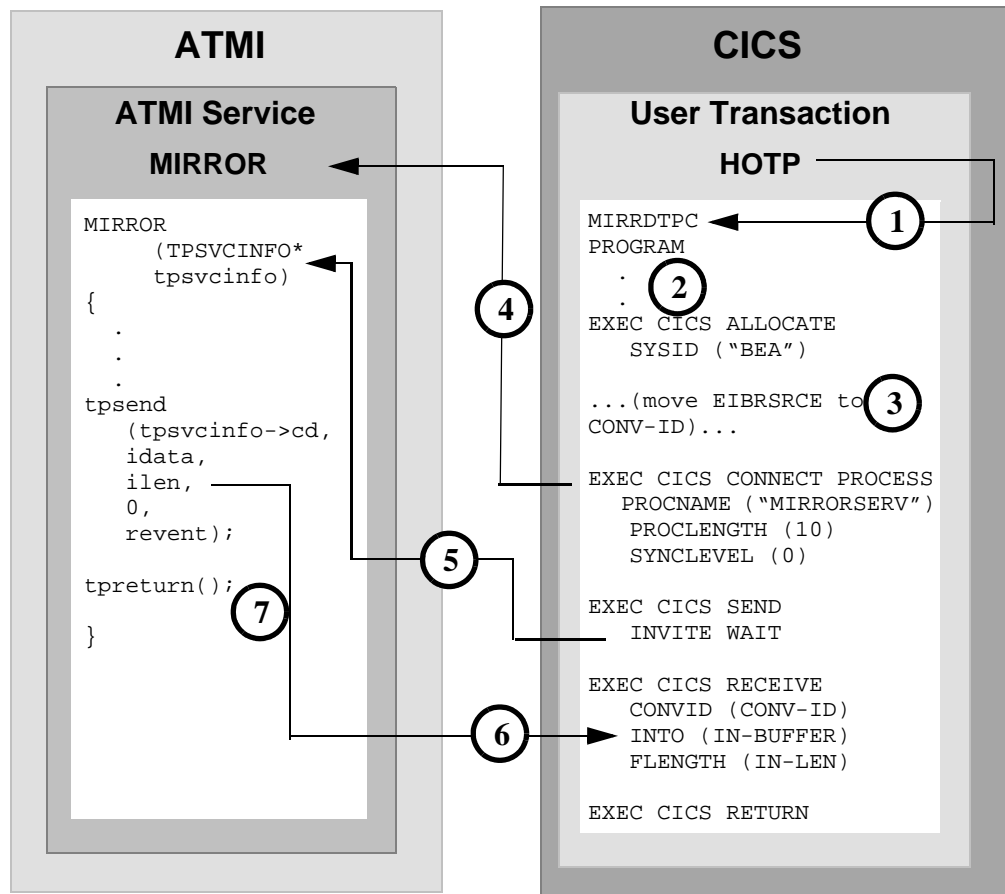 ATMI
ATMI Service
MIRROR
MIRROR
(TPSVCINFO*
tpsvcinfo)
{
.
.
.
tpsend
(tpsvcinfo->cd,
idata,
ilen,
0,
revent);
tpreturn();
}
7
4
5
6
CICS
User Transaction
HOTP
1
MIRRDTPC
PROGRAM
.
.
2
EXEC CICS ALLOCATE
SYSID (“BEA”)
...(move EIBRSRCE to
CONV-ID)...
3
EXEC CICS CONNECT PROCESS
PROCNAME (“MIRRORSERV”)
PROCLENGTH (10)
SYNCLEVEL (0)
EXEC CICS SEND
INVITE WAIT
EXEC CICS RECEIVE
CONVID (CONV-ID)
INTO (IN-BUFFER)
FLENGTH (IN-LEN)
EXEC CICS RETURN